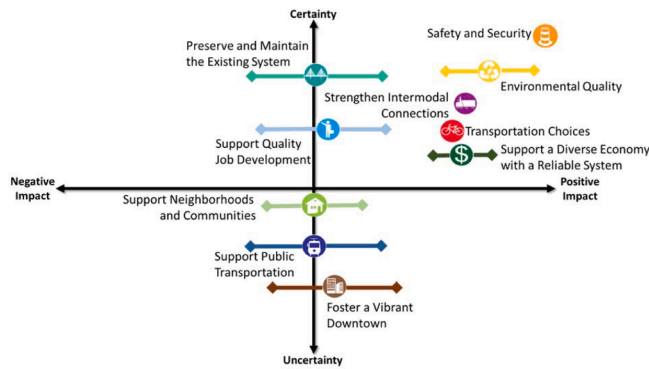 Certainty
Safety and Security
Preserve and Maintain
the Existing System
Environmental Quality
Strengthen Intermodal
Connections
Transportation Choices
Support Quality
Job Development
Support a Diverse Economy
with a Reliable System
$
Negative
Impact
Positive
Impact
Support Neighborhoods
and Communities
Support Public
Transportation
Foster a Vibrant
Downtown
Uncertainty